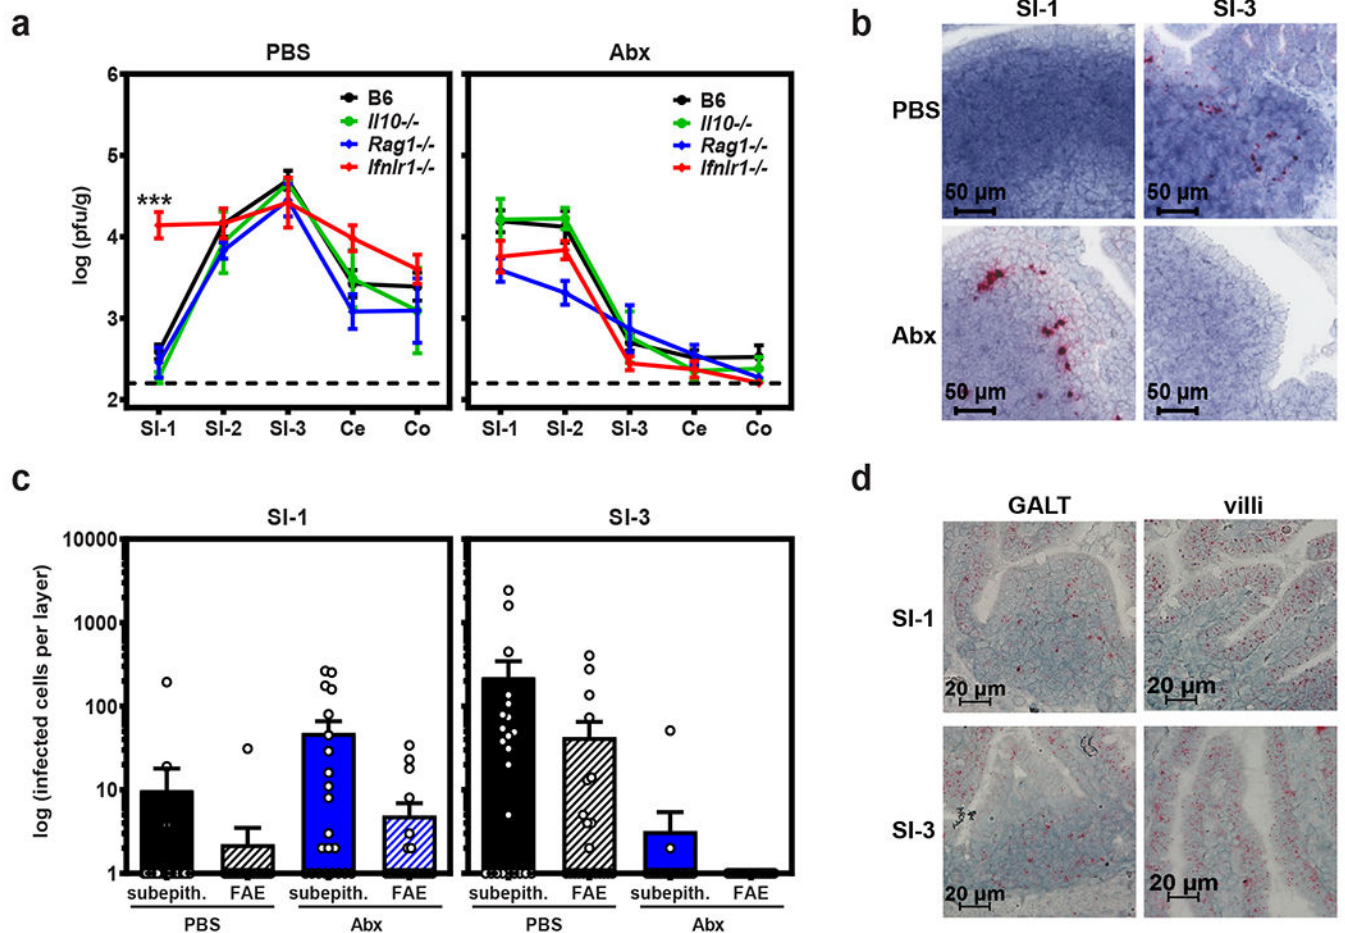 a
PBS
Abx
log (pfu/g)
6
5
4
3
2
***
B6
Il10-/-
Rag1-/-
Ifnlr1-/-
B6
Il10-/-
Rag1-/-
Ifnlr1-/-
SI-1 SI-2 SI-3 Ce Co
SI-1 SI-2 SI-3 Ce Co
b
SI-1 SI-3
PBS
50 µm 50 µm
Abx
50 µm 50 µm
c
SI-1 SI-3
log (infected cells per layer)
10000
1000
100
10
1
subepith. FAE subepith. FAE
PBS Abx
subepith. FAE subepith. FAE
PBS Abx
d
GALT villi
SI-1
20 µm 20 µm
SI-3
20 µm 20 µm